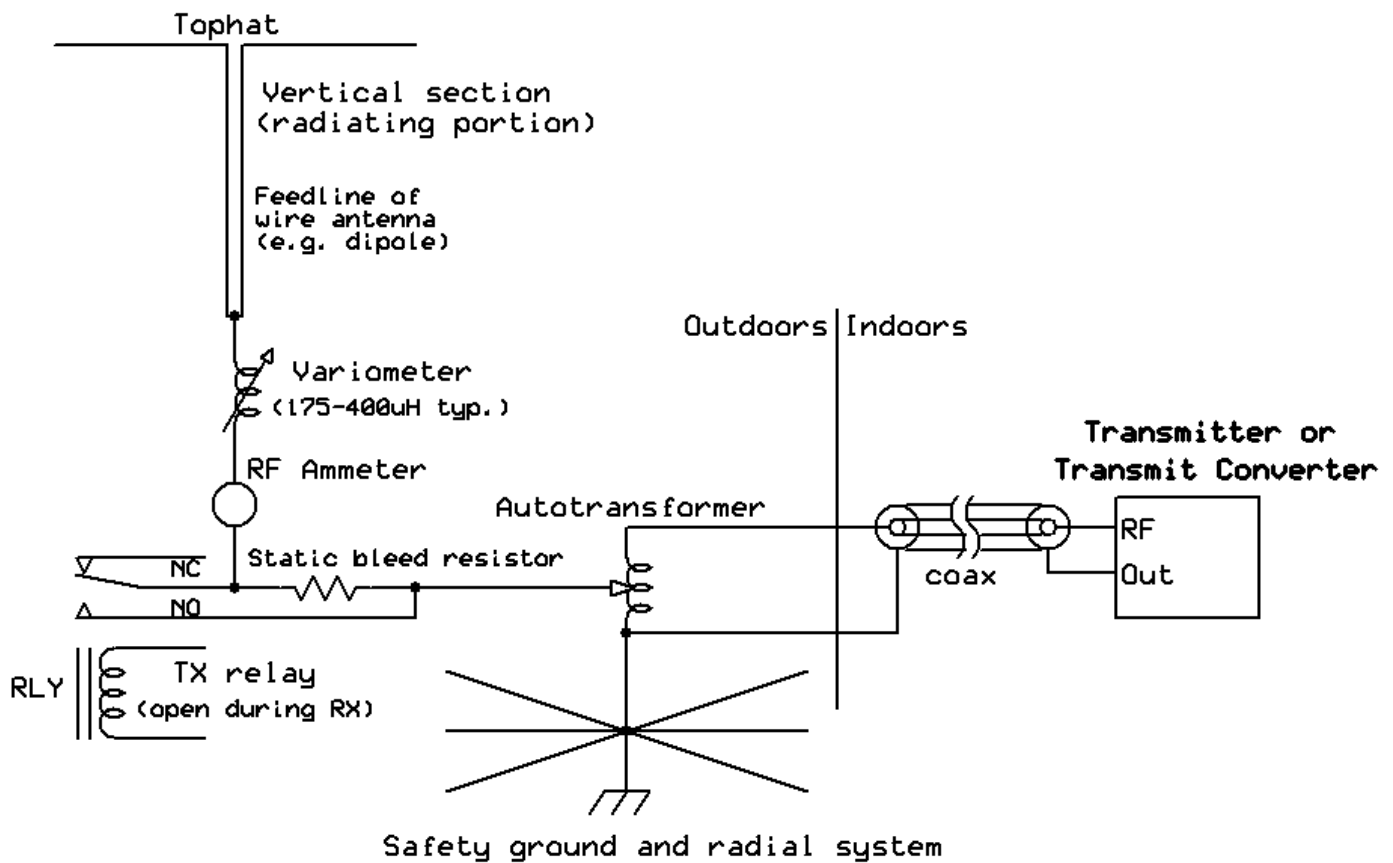 Tophat
Vertical section
(radiating portion)
Feedline of
wire antenna
(e.g. dipole)
Outdoors
Indoors
Variometer
(175-400uH typ.)
Transmitter or
Transmit Converter
RF Ammeter
Autotransformer
RF
Out
Static bleed resistor
NC
coax
NO
RLY
TX relay
(open during RX)
Safety ground and radial system